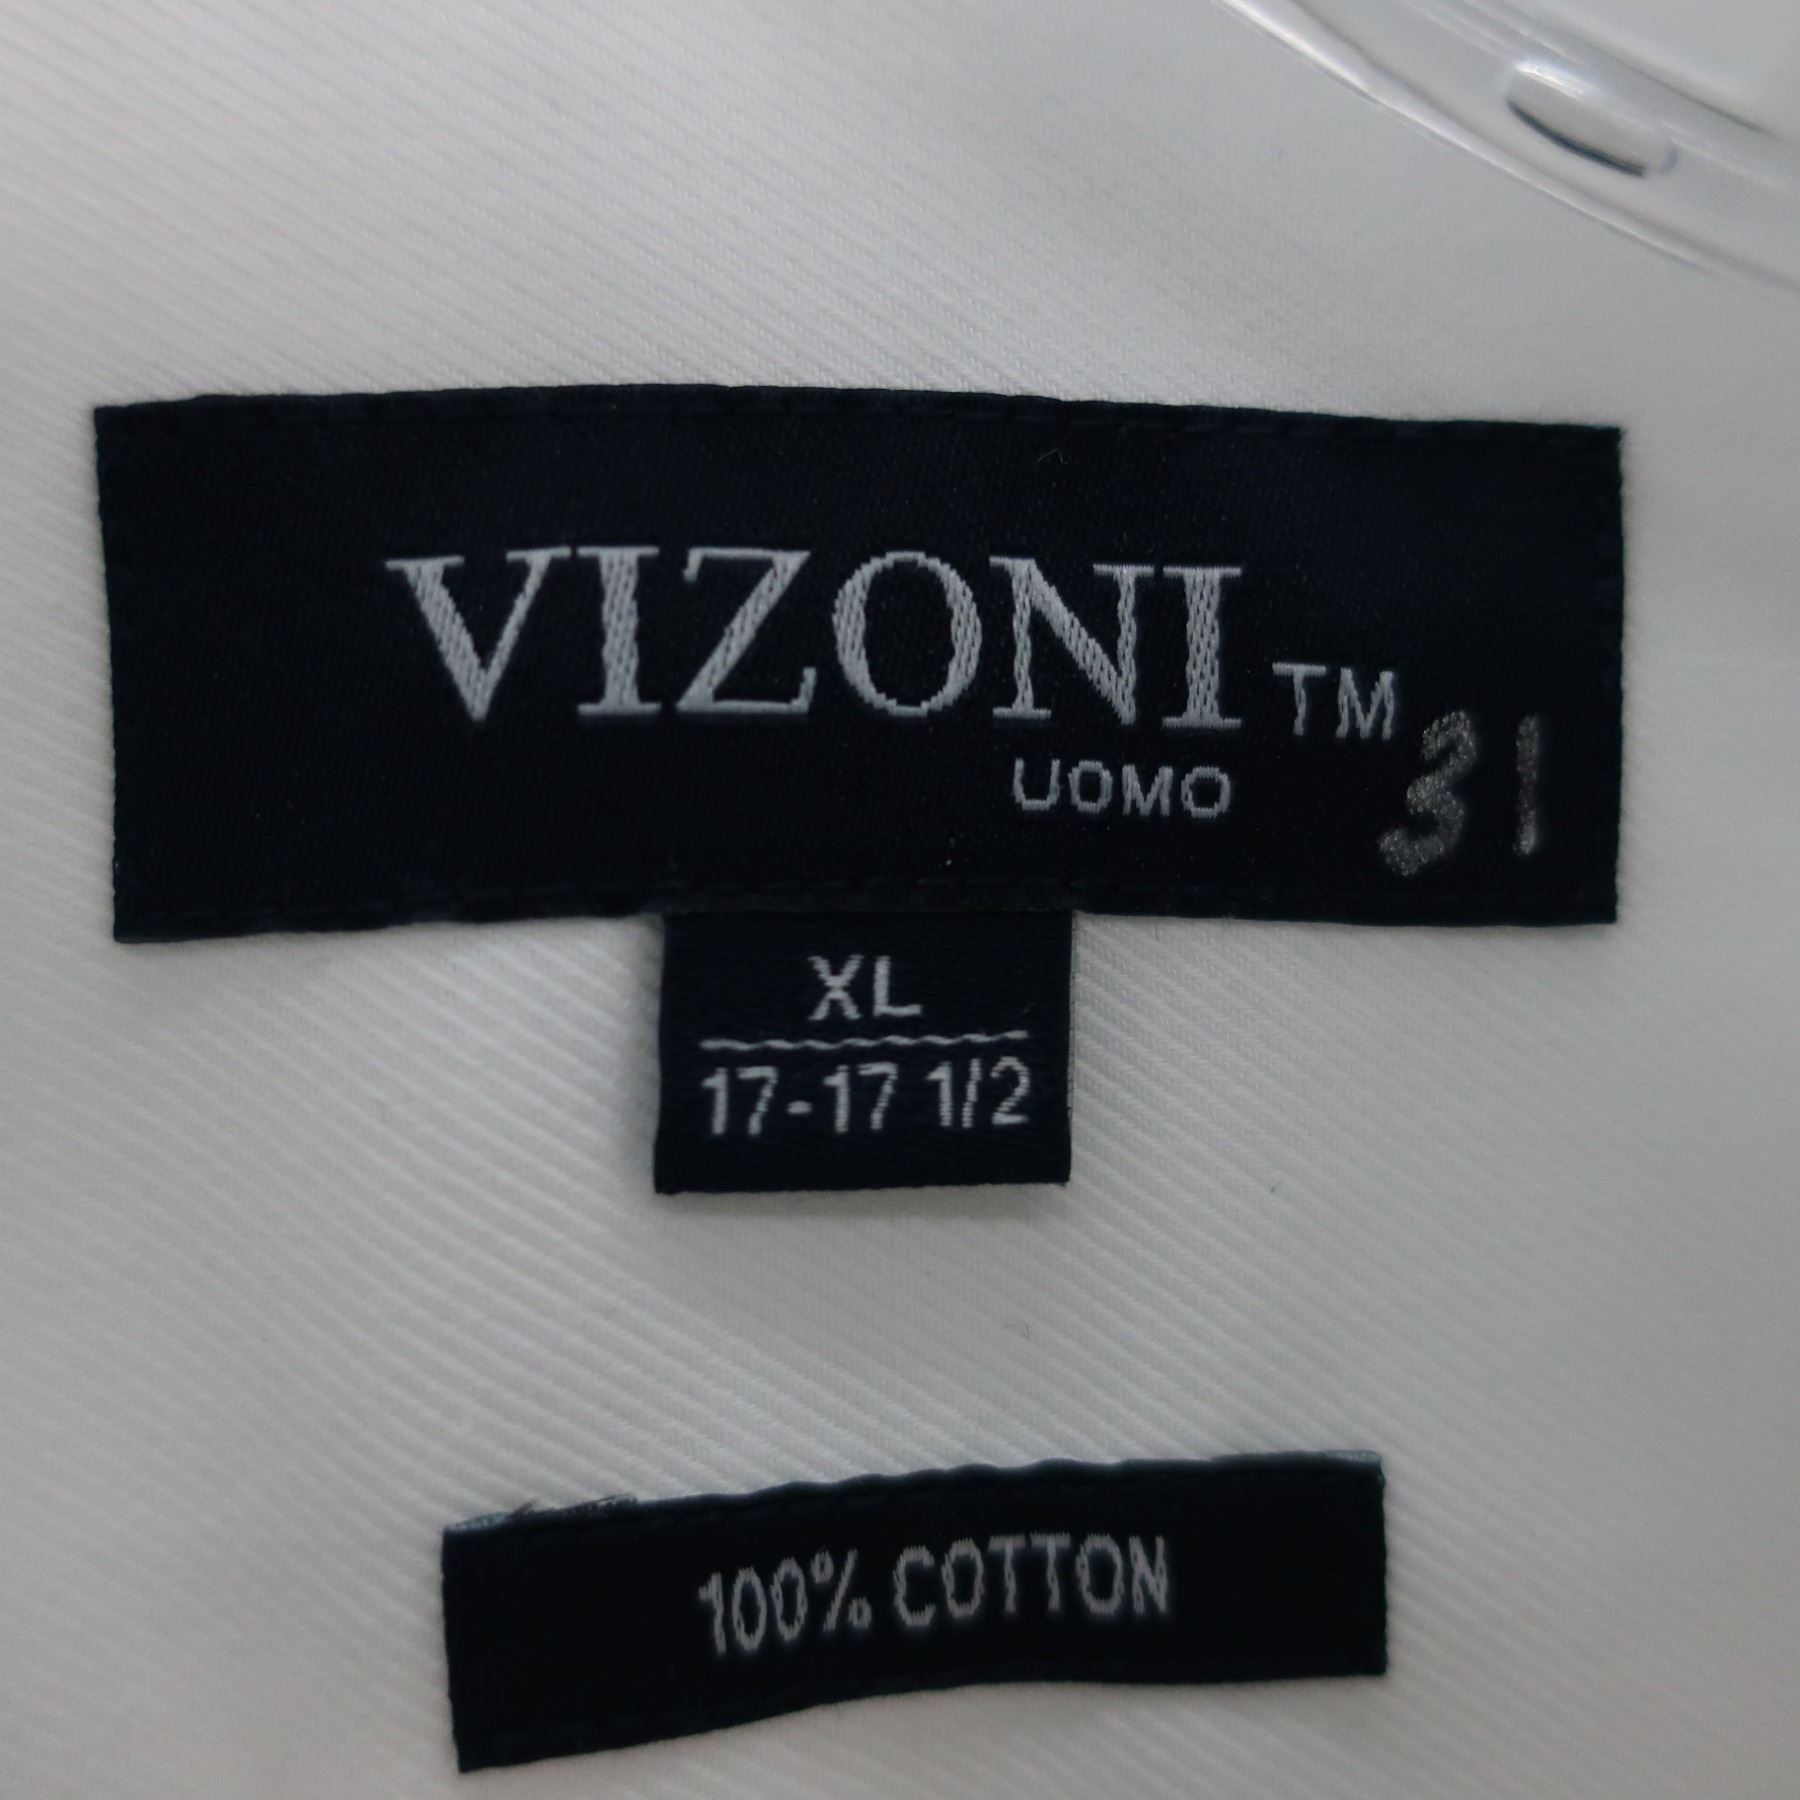 VIZONI TM
UOMO 31
XL
17-17 1/2
100% COTTON